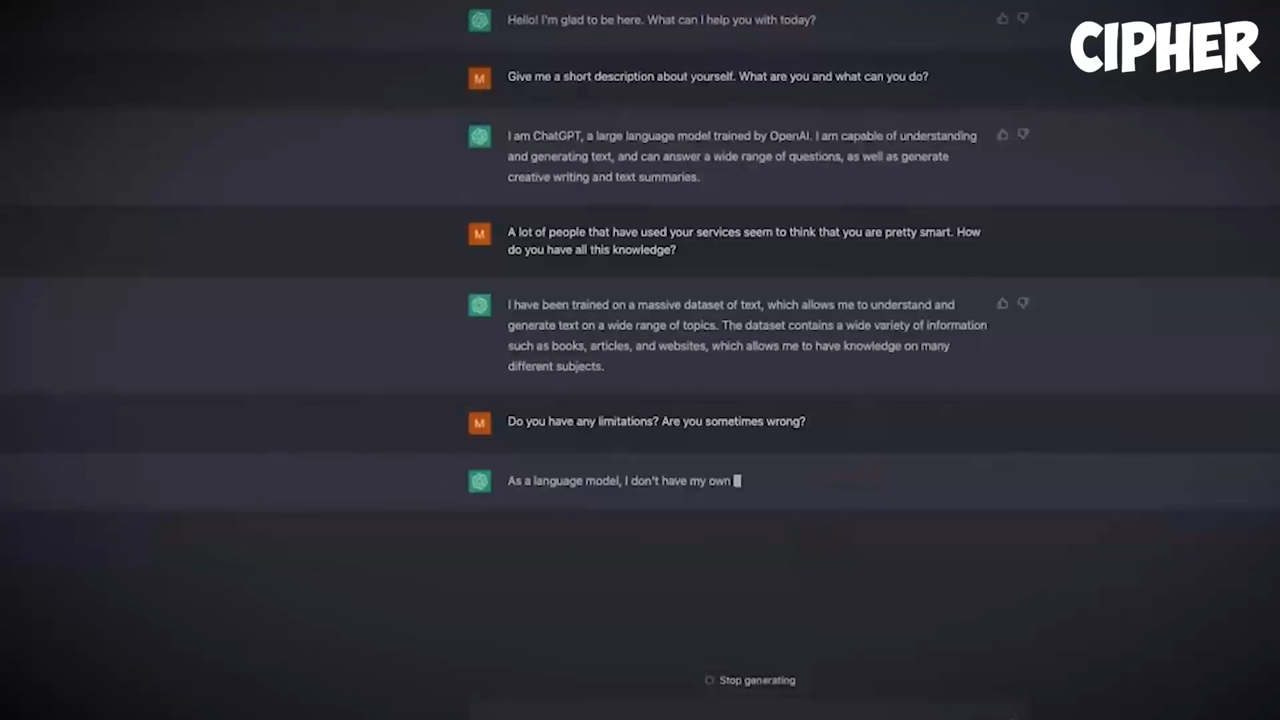 CIPHER
Hello! I'm glad to be here. What can I help you with today?
M
Give me a short description about yourself. What are you and what can you do?
I am ChatGPT, a large language model trained by OpenAI. I am capable of understanding
and generating text, and can answer a wide range of questions, as well as generate
creative writing and text summaries.
M
A lot of people that have used your services seem to think that you are pretty smart. How
do you have all this knowledge?
I have been trained on a massive dataset of text, which allows me to understand and
generate text on a wide range of topics. The dataset contains a wide variety of information
such as books, articles, and websites, which allows me to have knowledge on many
different subjects.
M
Do you have any limitations? Are you sometimes wrong?
As a language model, I don't have my own
Stop generating